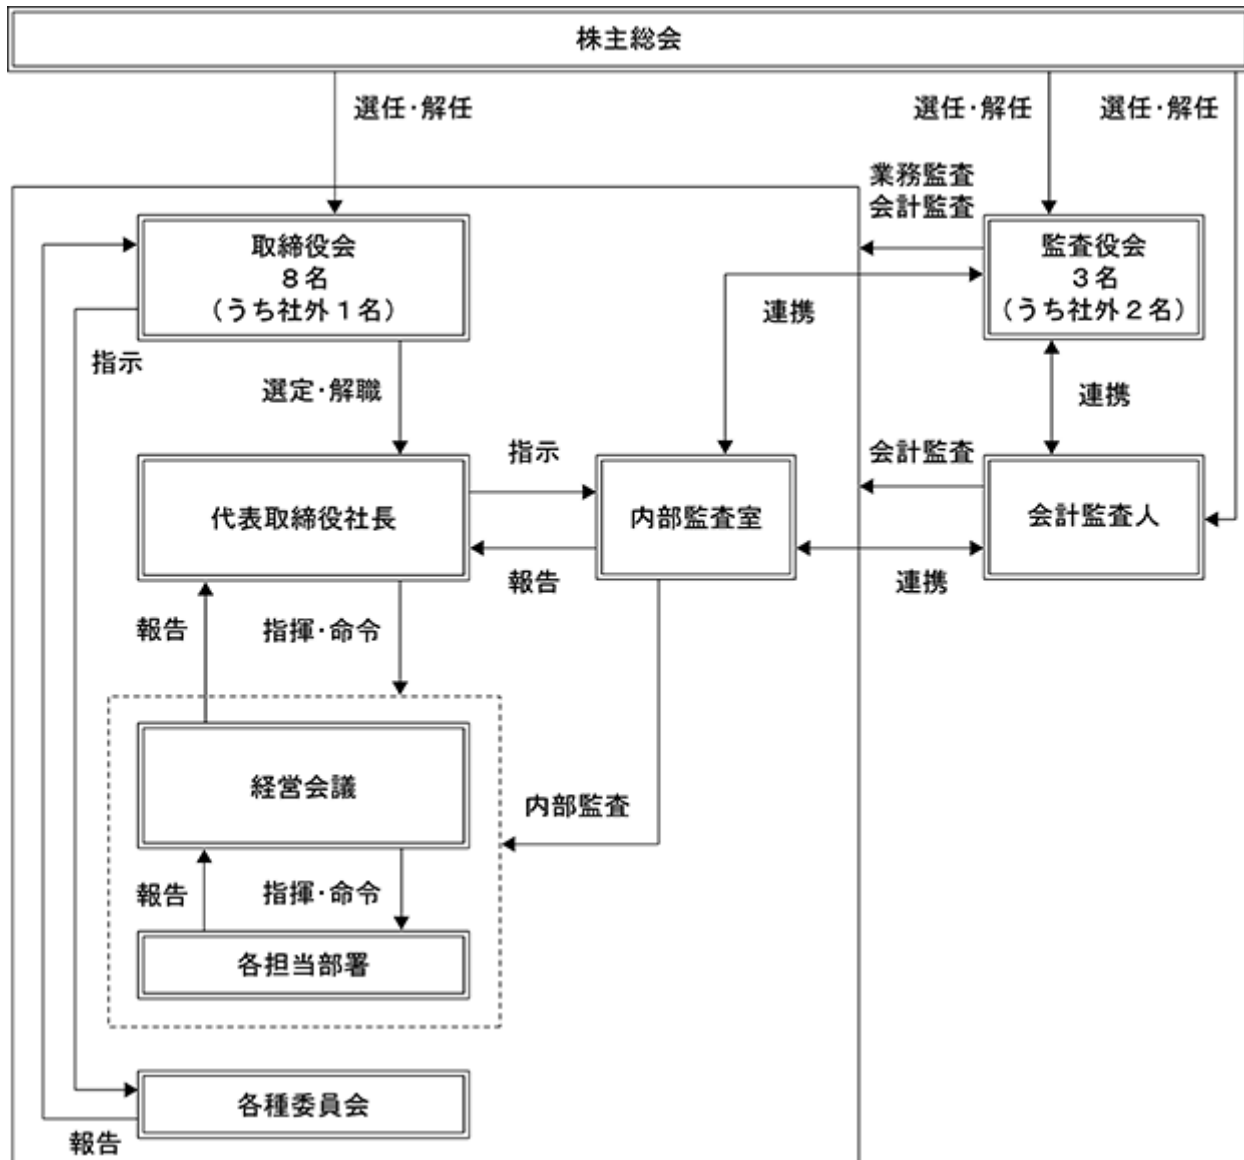 株主総会
選任・解任
選任・解任
選任・解任
業務監査
会計監査
取締役会
８名
（うち社外１名）
監査役会
３名
（うち社外２名）
連携
指示
選定・解職
連携
指示
会計監査
代表取締役社長
内部監査室
会計監査人
報告
連携
報告
指揮・命令
経営会議
内部監査
報告
指揮・命令
各担当部署
各種委員会
報告